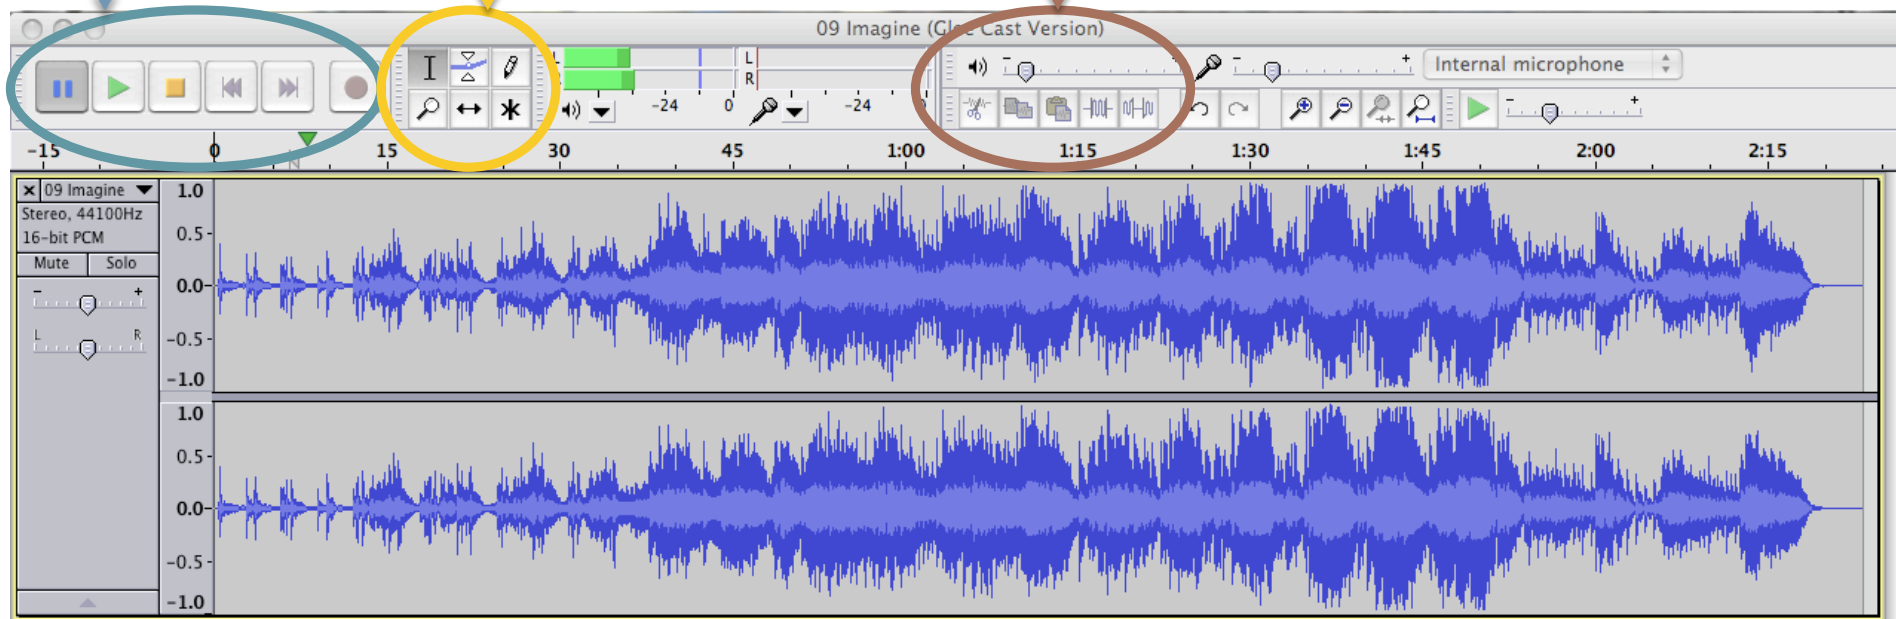 09 Imagine (Glee Cast Version)
L
R
-24 0
-24 0
L
R
- +
- +
Internal microphone
- +
-15 0 15 30 45 1:00 1:15 1:30 1:45 2:00 2:15
× 09 Imagine
Stereo, 44100Hz
16-bit PCM
Mute Solo
- +
L R
1.0
0.5-
0.0-
-0.5-
-1.0
1.0
0.5-
0.0-
-0.5-
-1.0